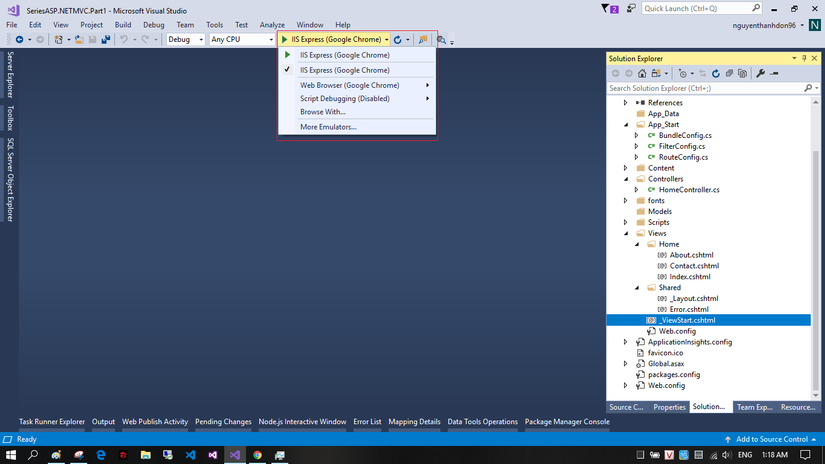 SeriesASP.NETMVC.Part1 - Microsoft Visual Studio
2
Quick Launch (Ctrl+Q)
File Edit View Project Build Debug Team Tools Test Analyze Window Help
nguyenthanhdon96
N
Debug Any CPU IIS Express (Google Chrome)
IIS Express (Google Chrome)
IIS Express (Google Chrome)
Web Browser (Google Chrome)
Script Debugging (Disabled)
Browse With...
More Emulators...
Server Explorer
Toolbox
SQL Server Object Explorer
Solution Explorer
Search Solution Explorer (Ctrl+;)
References
App_Data
App_Start
C# BundleConfig.cs
C# FilterConfig.cs
C# RouteConfig.cs
Content
Controllers
C# HomeController.cs
fonts
Models
Scripts
Views
Home
[@] About.cshtml
[@] Contact.cshtml
[@] Index.cshtml
Shared
[@] _Layout.cshtml
[@] Error.cshtml
[@] _ViewStart.cshtml
Web.config
ApplicationInsights.config
favicon.ico
Global.asax
packages.config
Web.config
Source C... Properties Solution... Team Exp... Resource...
Task Runner Explorer Output Web Publish Activity Pending Changes Node.js Interactive Window Error List Mapping Details Data Tools Operations Package Manager Console
Ready
Add to Source Control
ENG 1:18 AM